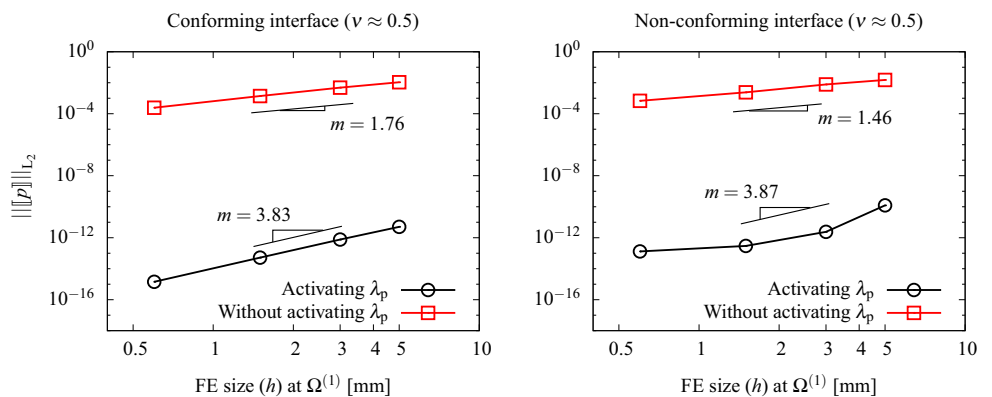 Conforming interface (ν ≈ 0.5)
||[[p]]||L2
10^0
10^−4
10^−8
10^−12
10^−16
m = 1.76
m = 3.83
Activating λp
Without activating λp
0.5 1 2 3 4 5 10
FE size (h) at Ω^(1) [mm]
Non-conforming interface (ν ≈ 0.5)
10^0
10^−4
10^−8
10^−12
10^−16
m = 1.46
m = 3.87
Activating λp
Without activating λp
0.5 1 2 3 4 5 10
FE size (h) at Ω^(1) [mm]